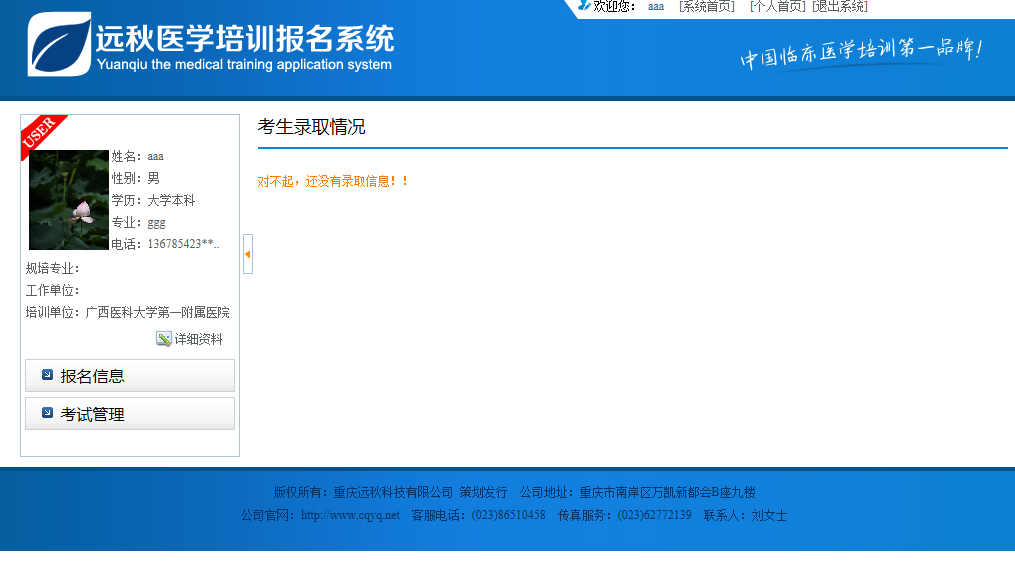 欢迎您： aaa [系统首页] [个人首页] [退出系统]
远秋医学培训报名系统
Yuanqiu the medical training application system
中国临床医学培训第一品牌!
USER
姓名：aaa
性别：男
学历：大学本科
专业：ggg
电话：136785423**..
规培专业：
工作单位：
培训单位：广西医科大学第一附属医院
详细资料
报名信息
考试管理
考生录取情况
对不起，还没有录取信息！！
版权所有：重庆远秋科技有限公司 策划发行 公司地址：重庆市南岸区万凯新都会B座九楼
公司官网：http://www.cqyq.net 客服电话：(023)86510458 传真服务：(023)62772139 联系人：刘女士